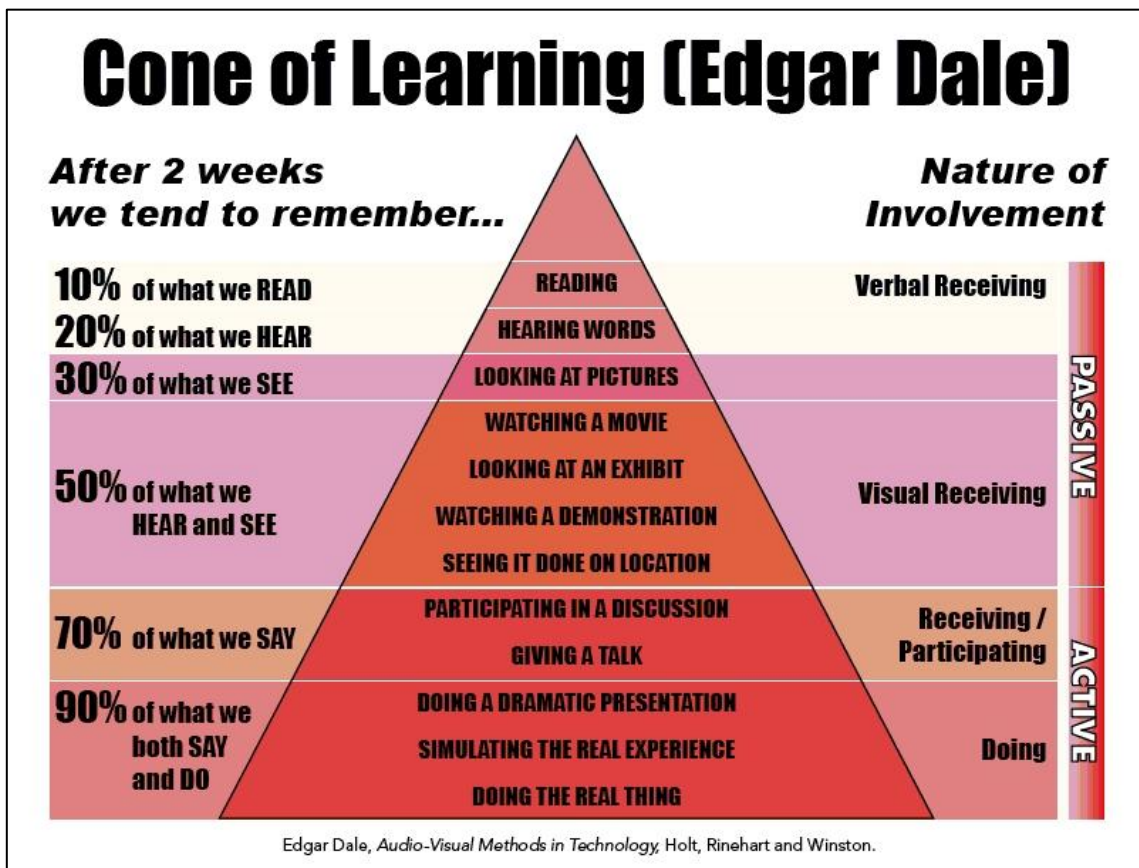 Cone of Learning (Edgar Dale)
After 2 weeks
we tend to remember...
Nature of
Involvement
10% of what we READ
READING
Verbal Receiving
20% of what we HEAR
HEARING WORDS
30% of what we SEE
LOOKING AT PICTURES
50% of what we
HEAR and SEE
WATCHING A MOVIE
LOOKING AT AN EXHIBIT
WATCHING A DEMONSTRATION
SEEING IT DONE ON LOCATION
Visual Receiving
PASSIVE
70% of what we SAY
PARTICIPATING IN A DISCUSSION
GIVING A TALK
Receiving /
Participating
90% of what we
both SAY
and DO
DOING A DRAMATIC PRESENTATION
SIMULATING THE REAL EXPERIENCE
DOING THE REAL THING
Doing
ACTIVE
Edgar Dale, Audio-Visual Methods in Technology, Holt, Rinehart and Winston.